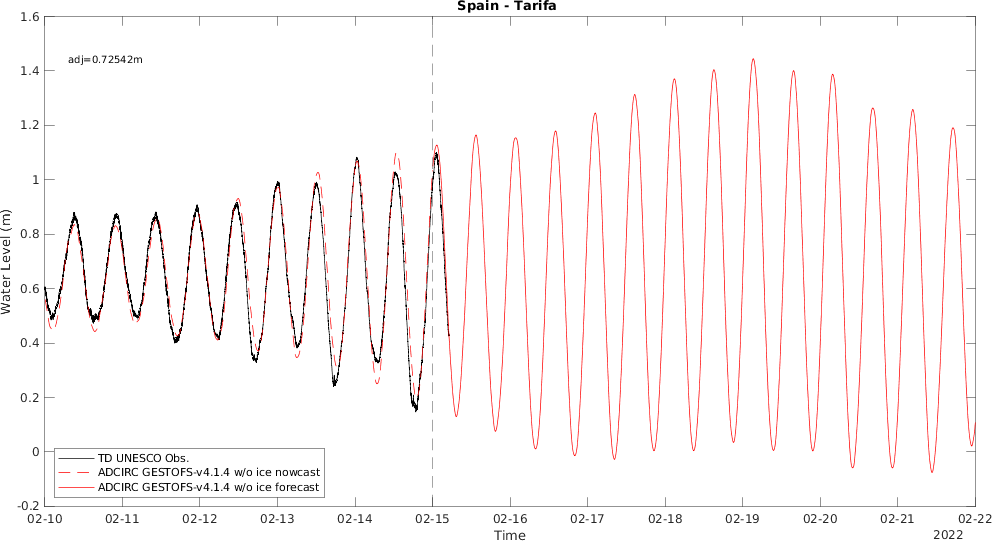 Spain - Tarifa
1.6
1.4
1.2
1
0.8
0.6
0.4
0.2
0
-0.2
Water Level (m)
adj=0.72542m
TD UNESCO Obs.
ADCIRC GESTOFS-v4.1.4 w/o ice nowcast
ADCIRC GESTOFS-v4.1.4 w/o ice forecast
02-10 02-11 02-12 02-13 02-14 02-15 02-16 02-17 02-18 02-19 02-20 02-21 02-22
Time
2022